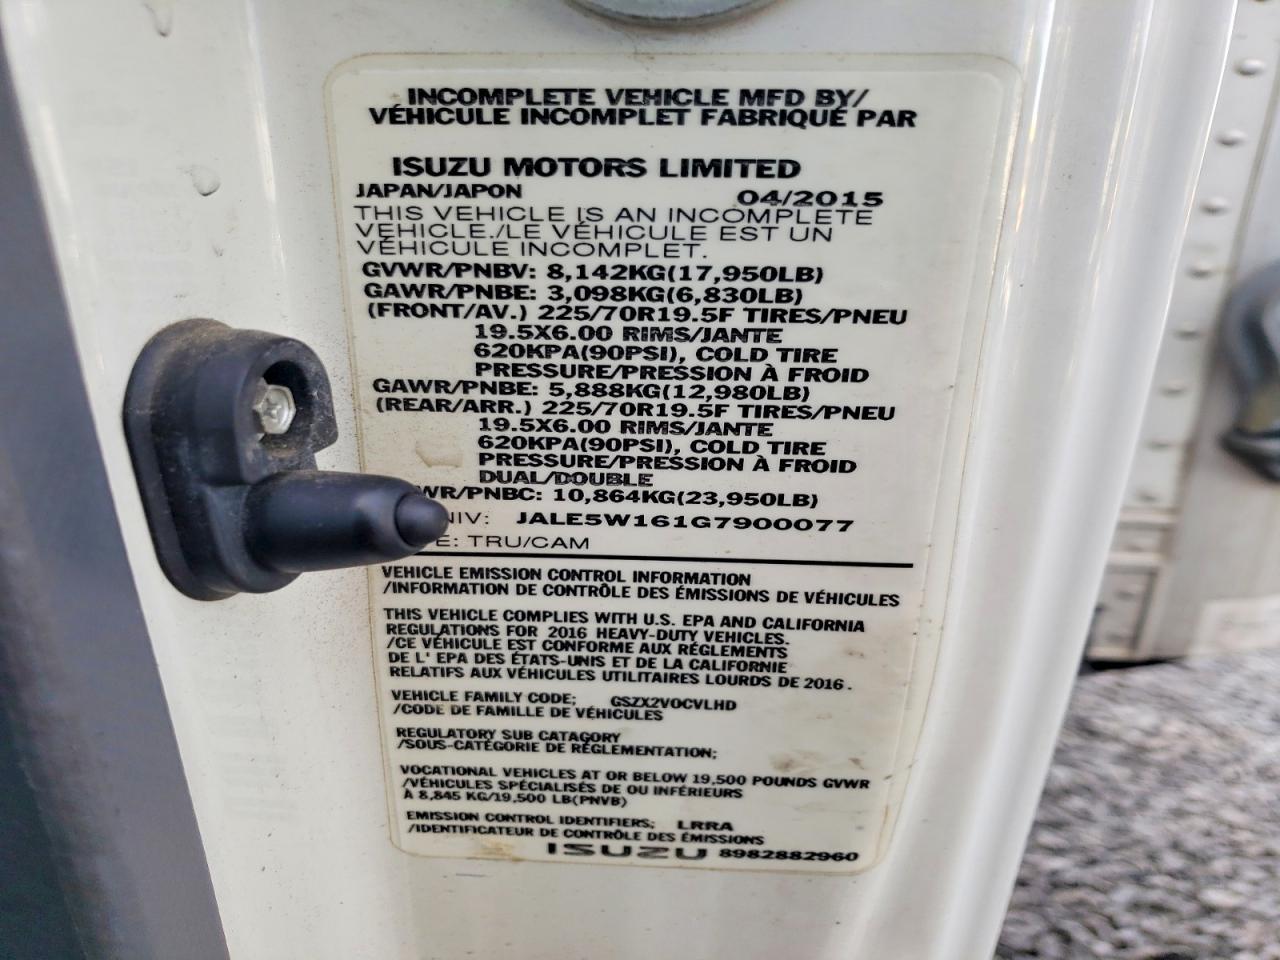 INCOMPLETE VEHICLE MFD BY/
VÉHICULE INCOMPLET FABRIQUÉ PAR
ISUZU MOTORS LIMITED
JAPAN/JAPON 04/2015
THIS VEHICLE IS AN INCOMPLETE
VEHICLE./LE VÉHICULE EST UN
VÉHICULE INCOMPLET.
GVWR/PNBV: 8,142KG(17,950LB)
GAWR/PNBE: 3,098KG(6,830LB)
(FRONT/AV.) 225/70R19.5F TIRES/PNEU
19.5X6.00 RIMS/JANTE
620KPA(90PSI), COLD TIRE
PRESSURE/PRESSION À FROID
GAWR/PNBE: 5,888KG(12,980LB)
(REAR/ARR.) 225/70R19.5F TIRES/PNEU
19.5X6.00 RIMS/JANTE
620KPA(90PSI), COLD TIRE
PRESSURE/PRESSION À FROID
DUAL/DOUBLE
WR/PNBC: 10,864KG(23,950LB)
NIV: JALE5W161G7900077
E: TRU/CAM
VEHICLE EMISSION CONTROL INFORMATION
/INFORMATION DE CONTRÔLE DES ÉMISSIONS DE VÉHICULES
THIS VEHICLE COMPLIES WITH U.S. EPA AND CALIFORNIA
REGULATIONS FOR 2016 HEAVY-DUTY VEHICLES.
/CE VÉHICULE EST CONFORME AUX RÉGLEMENTS
DE L' EPA DES ÉTATS-UNIS ET DE LA CALIFORNIE
RELATIFS AUX VÉHICULES UTILITAIRES LOURDS DE 2016.
VEHICLE FAMILY CODE; GSZX2VOCVLHD
/CODE DE FAMILLE DE VÉHICULES
REGULATORY SUB CATAGORY
/SOUS-CATÉGORIE DE RÉGLEMENTATION;
VOCATIONAL VEHICLES AT OR BELOW 19,500 POUNDS GVWR
/VÉHICULES SPÉCIALISÉS DE OU INFÉRIEURS
À 8,845 KG/19,500 LB(PNVB)
EMISSION CONTROL IDENTIFIERS; LRRA
/IDENTIFICATEUR DE CONTRÔLE DES ÉMISSIONS
ISUZU 8982882960